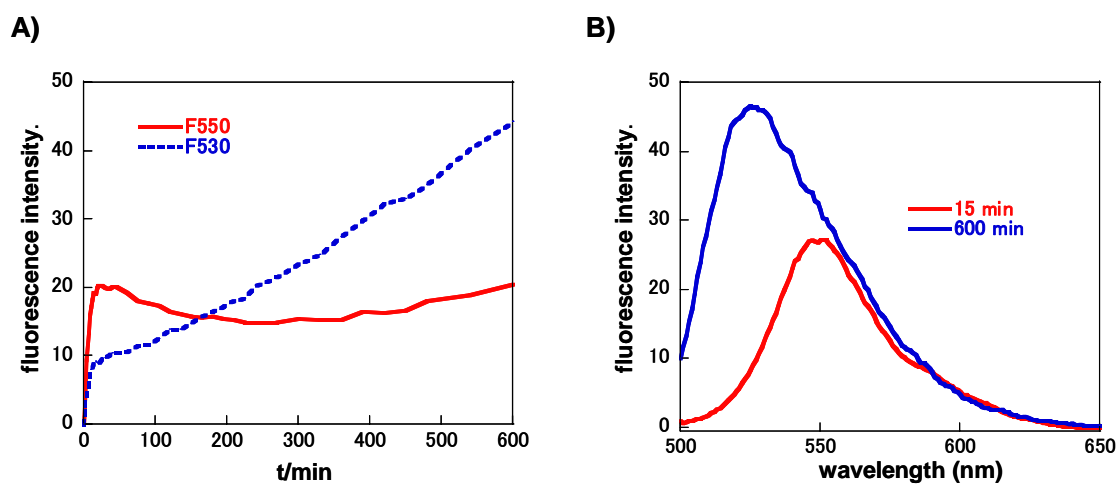 A)
B)
50
40
30
20
10
0
fluorescence intensity.
F550
F530
0 100 200 300 400 500 600
t/min
50
40
30
20
10
0
fluorescence intensity.
15 min
600 min
500 550 600 650
wavelength (nm)